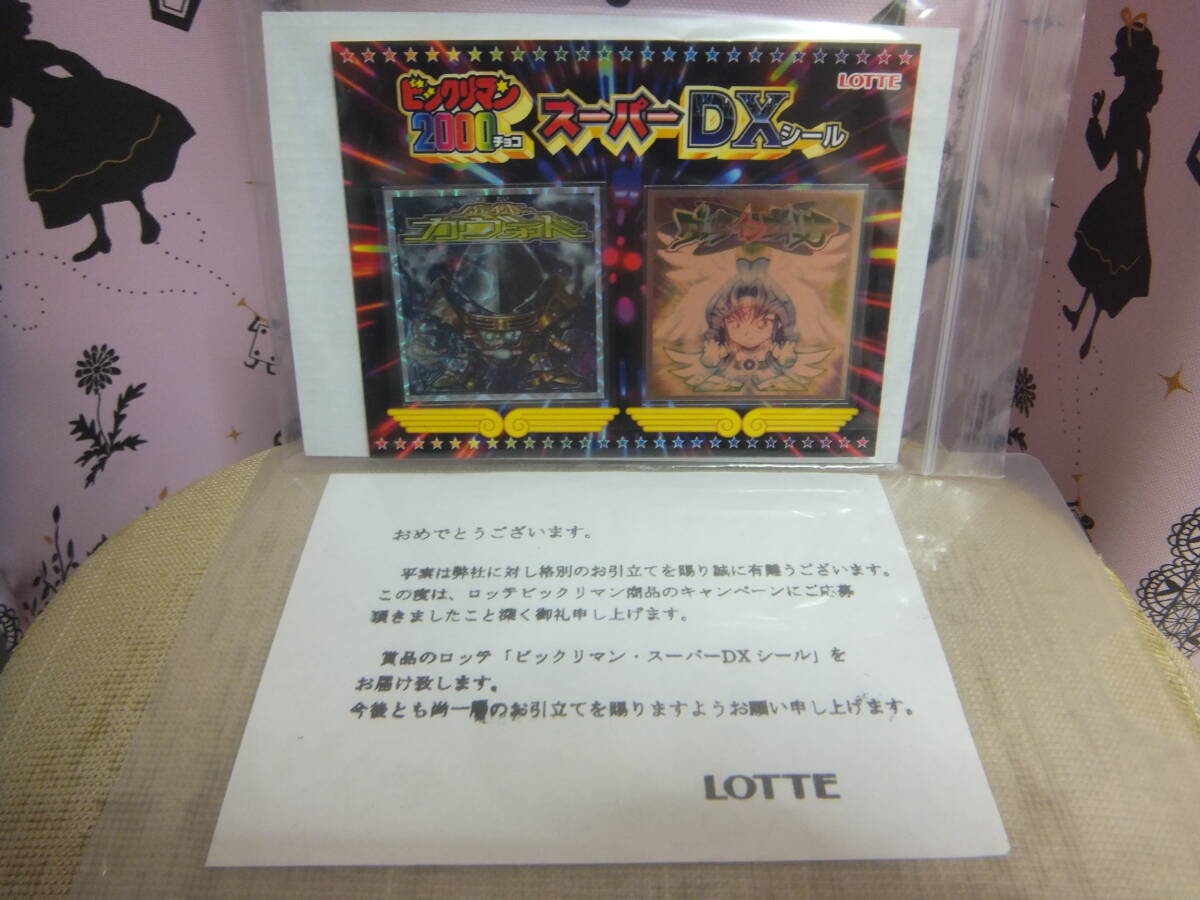 ビックリマン
2000チョコ
スーパーDXシール
LOTTE
おめでとうございます。
平素は弊社に対し格別のお引立てを賜り誠に有難うございます。
この度は、ロッテビックリマン商品のキャンペーンにご応募
頂きましたこと深く御礼申し上げます。
賞品のロッテ「ビックリマン・スーパーDXシール」を
お届け致します。
今後とも尚一層のお引立てを賜りますようお願い申し上げます。
LOTTE